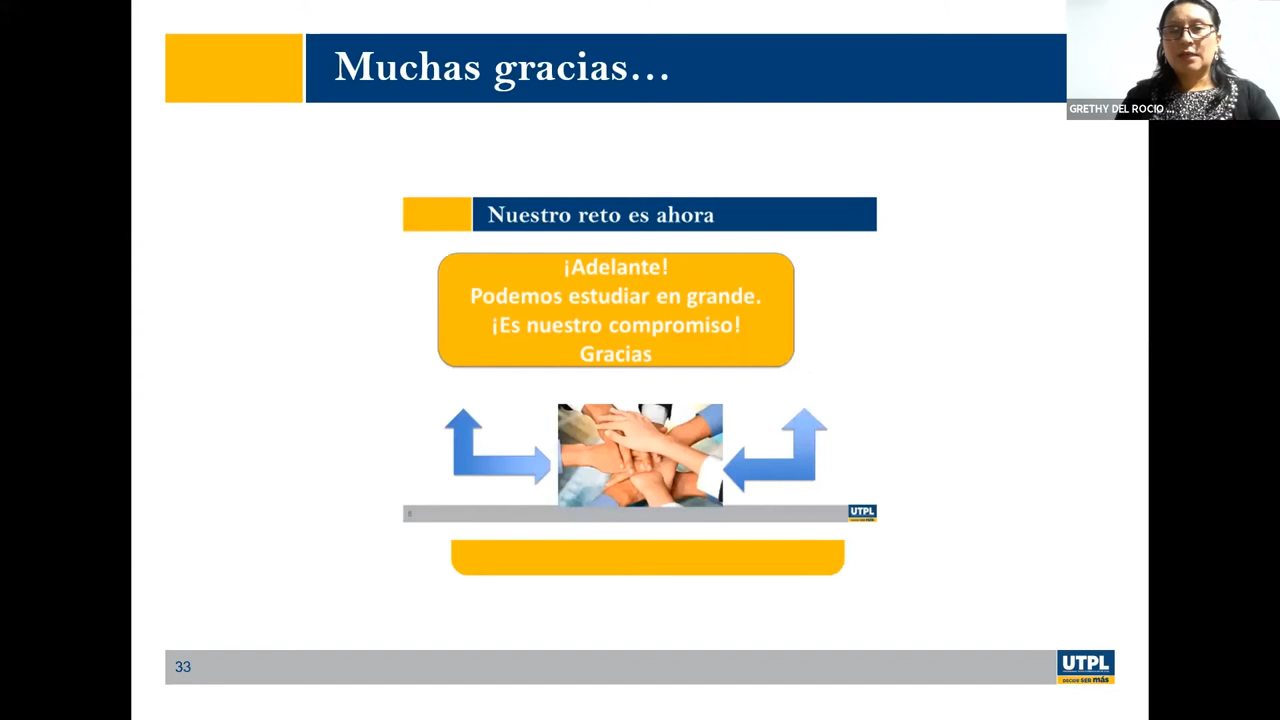 Muchas gracias...
GRETHY DEL ROCIO ...
Nuestro reto es ahora
¡Adelante!
Podemos estudiar en grande.
¡Es nuestro compromiso!
Gracias
UTPL
33
UTPL
DECIDE SER más